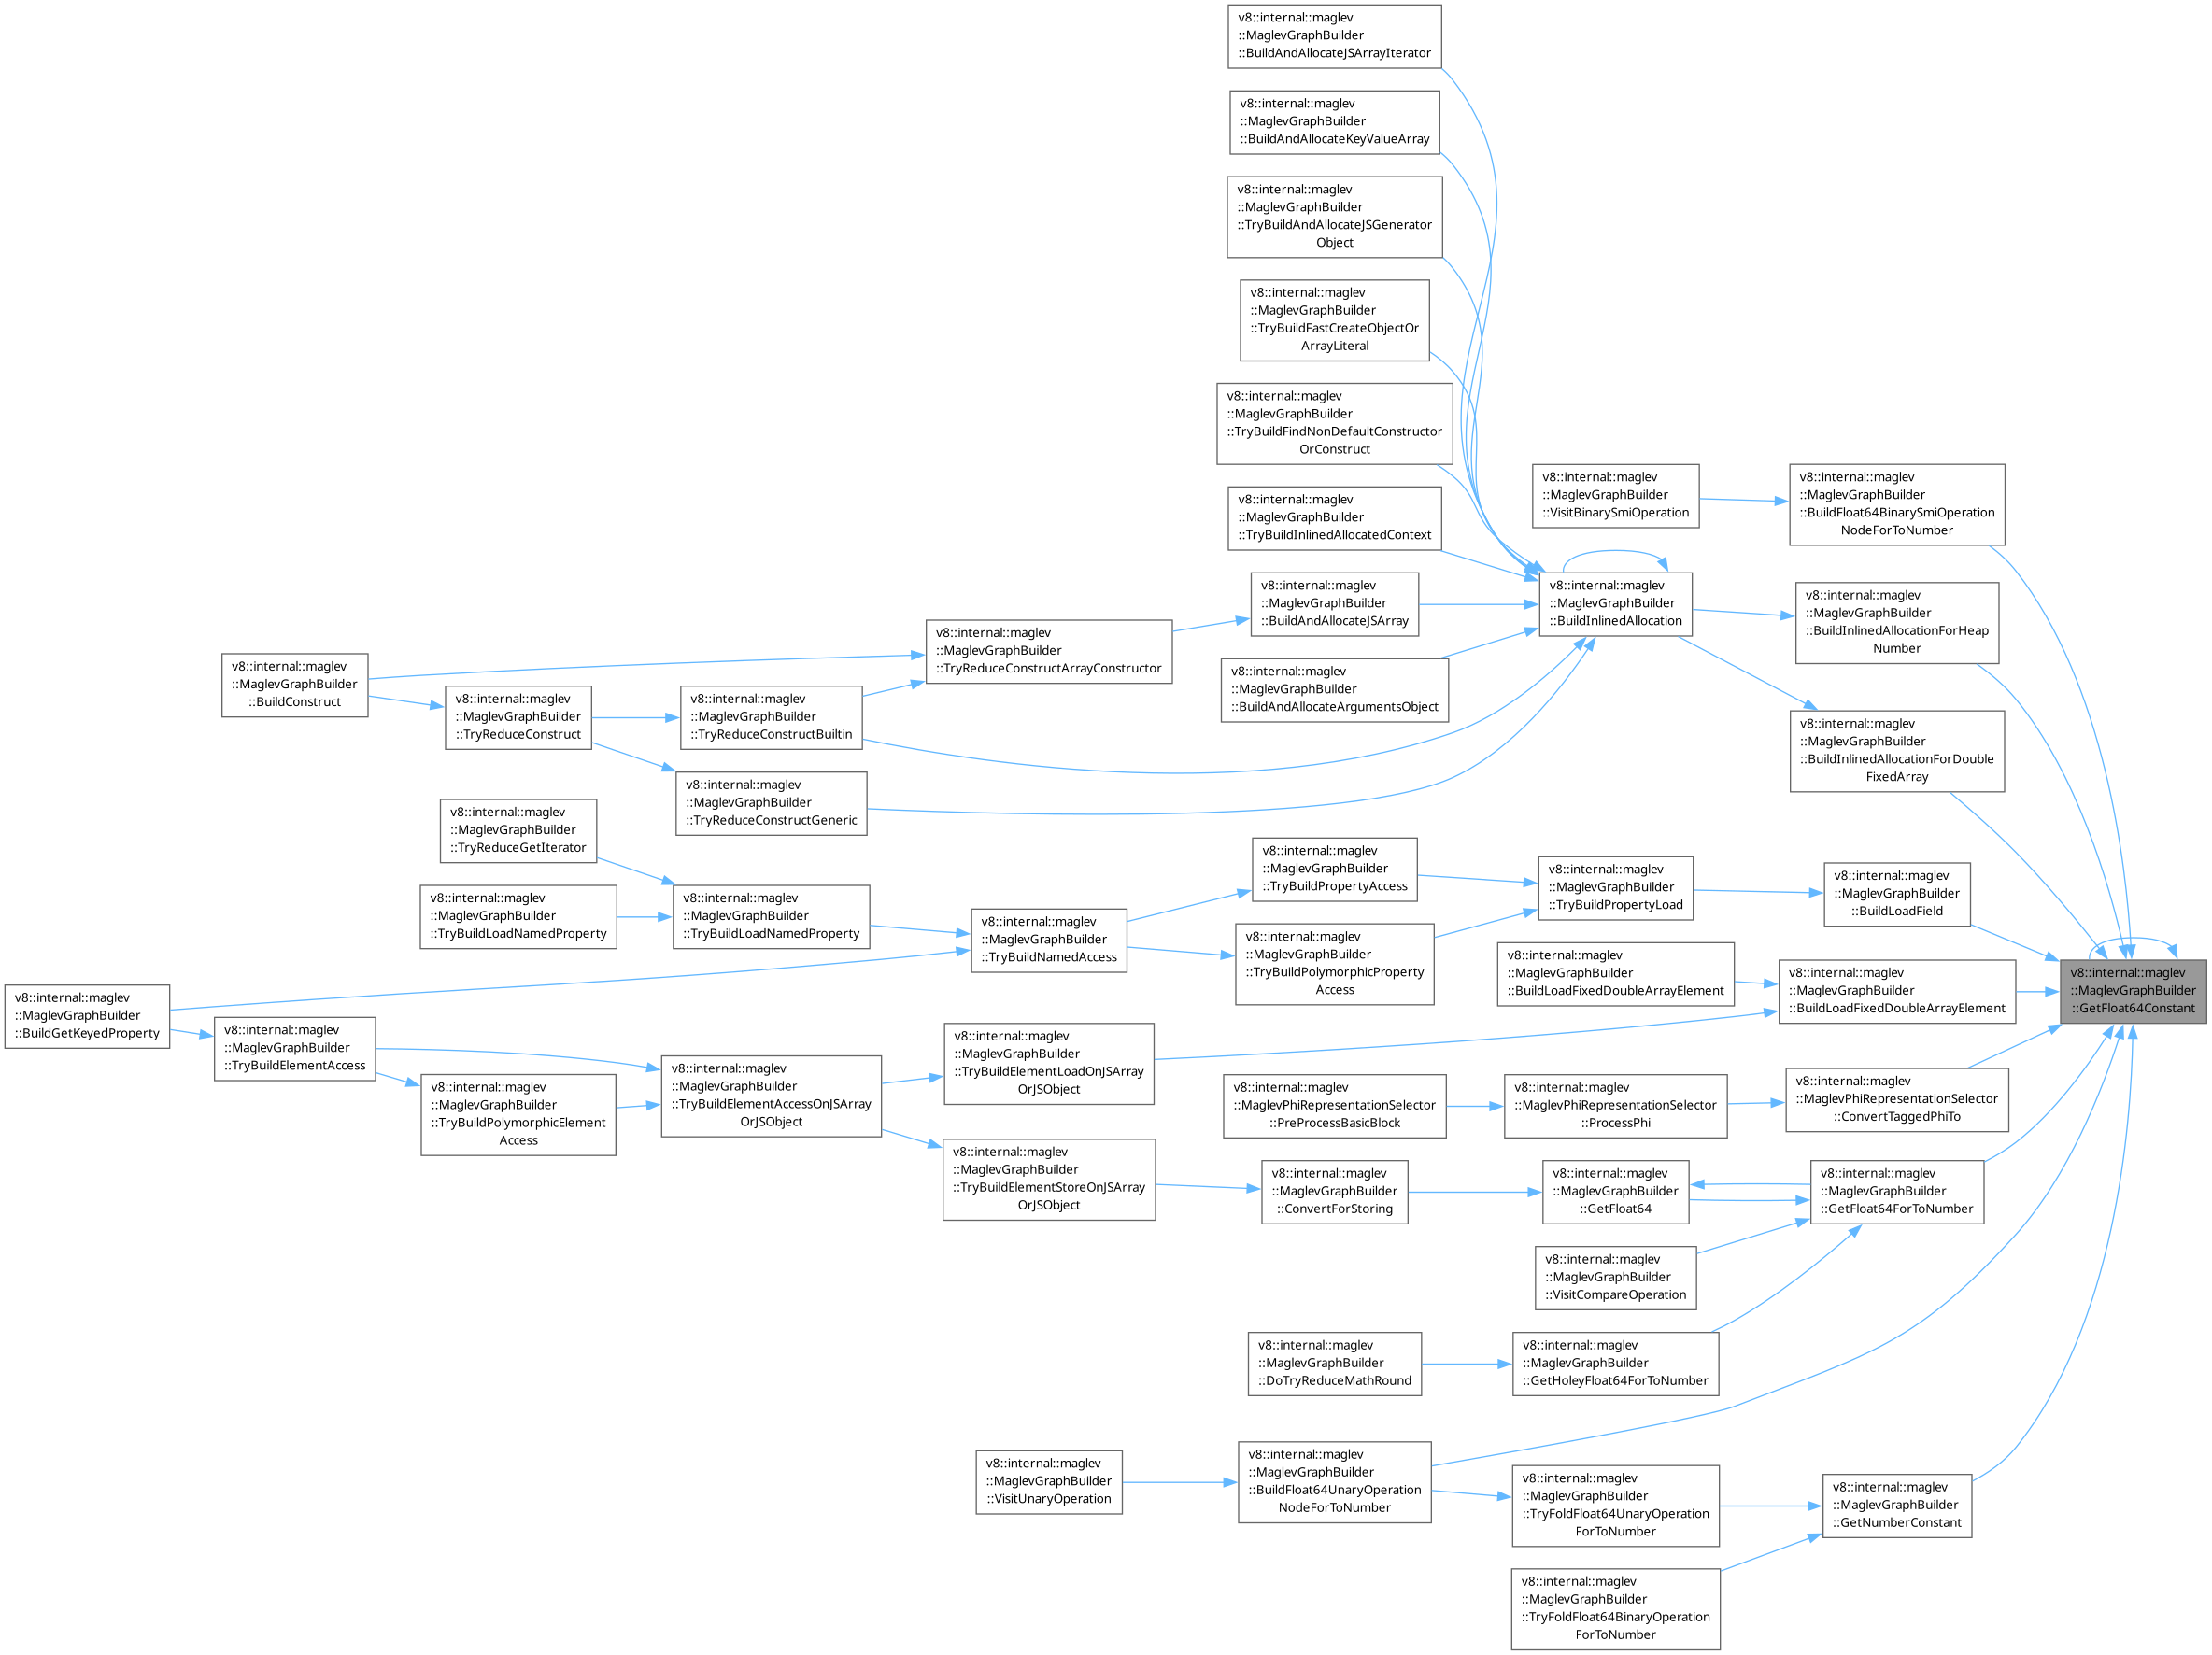 v8::internal::maglev
::MaglevGraphBuilder
::BuildAndAllocateJSArrayIterator
v8::internal::maglev
::MaglevGraphBuilder
::BuildAndAllocateKeyValueArray
v8::internal::maglev
::MaglevGraphBuilder
::TryBuildAndAllocateJSGenerator
Object
v8::internal::maglev
::MaglevGraphBuilder
::TryBuildFastCreateObjectOr
ArrayLiteral
v8::internal::maglev
::MaglevGraphBuilder
::TryBuildFindNonDefaultConstructor
OrConstruct
v8::internal::maglev
::MaglevGraphBuilder
::TryBuildInlinedAllocatedContext
v8::internal::maglev
::MaglevGraphBuilder
::VisitBinarySmiOperation
v8::internal::maglev
::MaglevGraphBuilder
::BuildFloat64BinarySmiOperation
NodeForToNumber
v8::internal::maglev
::MaglevGraphBuilder
::BuildAndAllocateJSArray
v8::internal::maglev
::MaglevGraphBuilder
::BuildInlinedAllocation
v8::internal::maglev
::MaglevGraphBuilder
::BuildInlinedAllocationForHeap
Number
v8::internal::maglev
::MaglevGraphBuilder
::BuildConstruct
v8::internal::maglev
::MaglevGraphBuilder
::TryReduceConstruct
v8::internal::maglev
::MaglevGraphBuilder
::TryReduceConstructBuiltin
v8::internal::maglev
::MaglevGraphBuilder
::TryReduceConstructArrayConstructor
v8::internal::maglev
::MaglevGraphBuilder
::BuildAndAllocateArgumentsObject
v8::internal::maglev
::MaglevGraphBuilder
::BuildInlinedAllocationForDouble
FixedArray
v8::internal::maglev
::MaglevGraphBuilder
::TryReduceConstructGeneric
v8::internal::maglev
::MaglevGraphBuilder
::TryReduceGetIterator
v8::internal::maglev
::MaglevGraphBuilder
::TryBuildLoadNamedProperty
v8::internal::maglev
::MaglevGraphBuilder
::TryBuildLoadNamedProperty
v8::internal::maglev
::MaglevGraphBuilder
::TryBuildNamedAccess
v8::internal::maglev
::MaglevGraphBuilder
::TryBuildPropertyAccess
v8::internal::maglev
::MaglevGraphBuilder
::TryBuildPropertyLoad
v8::internal::maglev
::MaglevGraphBuilder
::BuildLoadField
v8::internal::maglev
::MaglevGraphBuilder
::TryBuildPolymorphicProperty
Access
v8::internal::maglev
::MaglevGraphBuilder
::BuildLoadFixedDoubleArrayElement
v8::internal::maglev
::MaglevGraphBuilder
::BuildLoadFixedDoubleArrayElement
v8::internal::maglev
::MaglevGraphBuilder
::GetFloat64Constant
v8::internal::maglev
::MaglevGraphBuilder
::BuildGetKeyedProperty
v8::internal::maglev
::MaglevGraphBuilder
::TryBuildElementAccess
v8::internal::maglev
::MaglevGraphBuilder
::TryBuildPolymorphicElement
Access
v8::internal::maglev
::MaglevGraphBuilder
::TryBuildElementAccessOnJSArray
OrJSObject
v8::internal::maglev
::MaglevGraphBuilder
::TryBuildElementLoadOnJSArray
OrJSObject
v8::internal::maglev
::MaglevPhiRepresentationSelector
::PreProcessBasicBlock
v8::internal::maglev
::MaglevPhiRepresentationSelector
::ProcessPhi
v8::internal::maglev
::MaglevPhiRepresentationSelector
::ConvertTaggedPhiTo
v8::internal::maglev
::MaglevGraphBuilder
::TryBuildElementStoreOnJSArray
OrJSObject
v8::internal::maglev
::MaglevGraphBuilder
::ConvertForStoring
v8::internal::maglev
::MaglevGraphBuilder
::GetFloat64
v8::internal::maglev
::MaglevGraphBuilder
::GetFloat64ForToNumber
v8::internal::maglev
::MaglevGraphBuilder
::VisitCompareOperation
v8::internal::maglev
::MaglevGraphBuilder
::DoTryReduceMathRound
v8::internal::maglev
::MaglevGraphBuilder
::GetHoleyFloat64ForToNumber
v8::internal::maglev
::MaglevGraphBuilder
::VisitUnaryOperation
v8::internal::maglev
::MaglevGraphBuilder
::BuildFloat64UnaryOperation
NodeForToNumber
v8::internal::maglev
::MaglevGraphBuilder
::TryFoldFloat64UnaryOperation
ForToNumber
v8::internal::maglev
::MaglevGraphBuilder
::GetNumberConstant
v8::internal::maglev
::MaglevGraphBuilder
::TryFoldFloat64BinaryOperation
ForToNumber